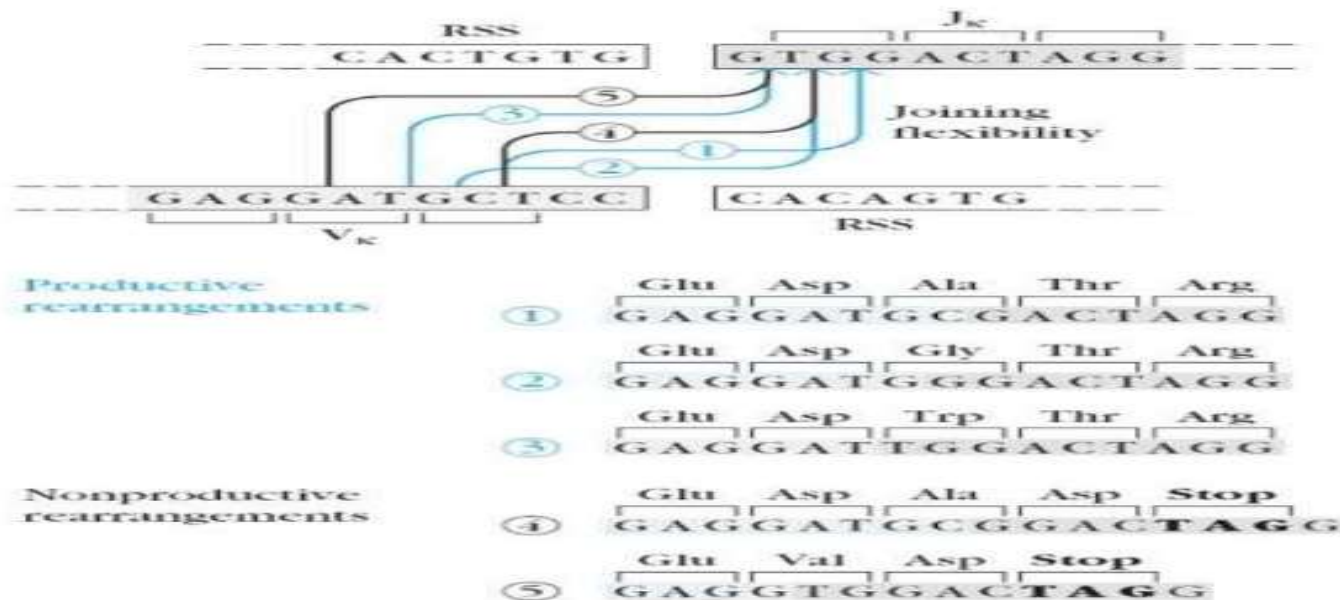 RSS
Jκ
CACTGTG
GTGGACTAGG
5
3
Joining
flexibility
4
1
2
GAGGATGCTCC
CACAGTG
Vκ
RSS
Productive
rearrangements
Glu Asp Ala Thr Arg
1 GAGGATGCGACTAGG
Glu Asp Gly Thr Arg
2 GAGGATGGGACTAGG
Glu Asp Trp Thr Arg
3 GAGGATTGGACTAGG
Nonproductive
rearrangements
Glu Asp Ala Asp Stop
4 GAGGATGCGGACTAGG
Glu Val Asp Stop
5 GAGGTGGACTAGG